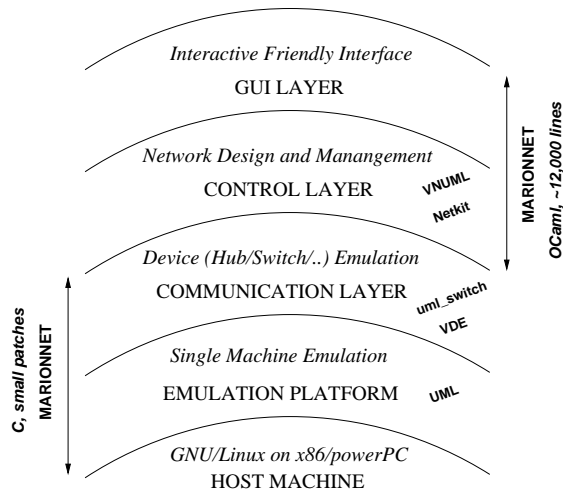 Interactive Friendly Interface
GUI LAYER
Network Design and Manangement
CONTROL LAYER
VNUML
Netkit
Device (Hub/Switch/..) Emulation
COMMUNICATION LAYER
uml_switch
VDE
Single Machine Emulation
EMULATION PLATFORM
UML
GNU/Linux on x86/powerPC
HOST MACHINE
MARIONNET
OCaml, ~12,000 lines
C, small patches
MARIONNET